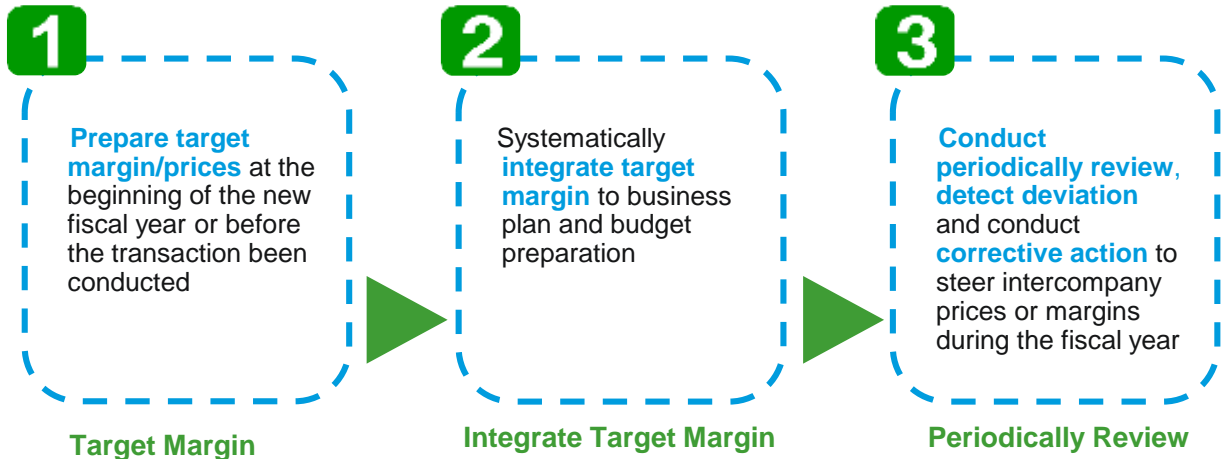 1
Prepare target
margin/prices at the
beginning of the new
fiscal year or before
the transaction been
conducted
Target Margin
2
Systematically
integrate target
margin to business
plan and budget
preparation
Integrate Target Margin
3
Conduct
periodically review,
detect deviation
and conduct
corrective action to
steer intercompany
prices or margins
during the fiscal year
Periodically Review